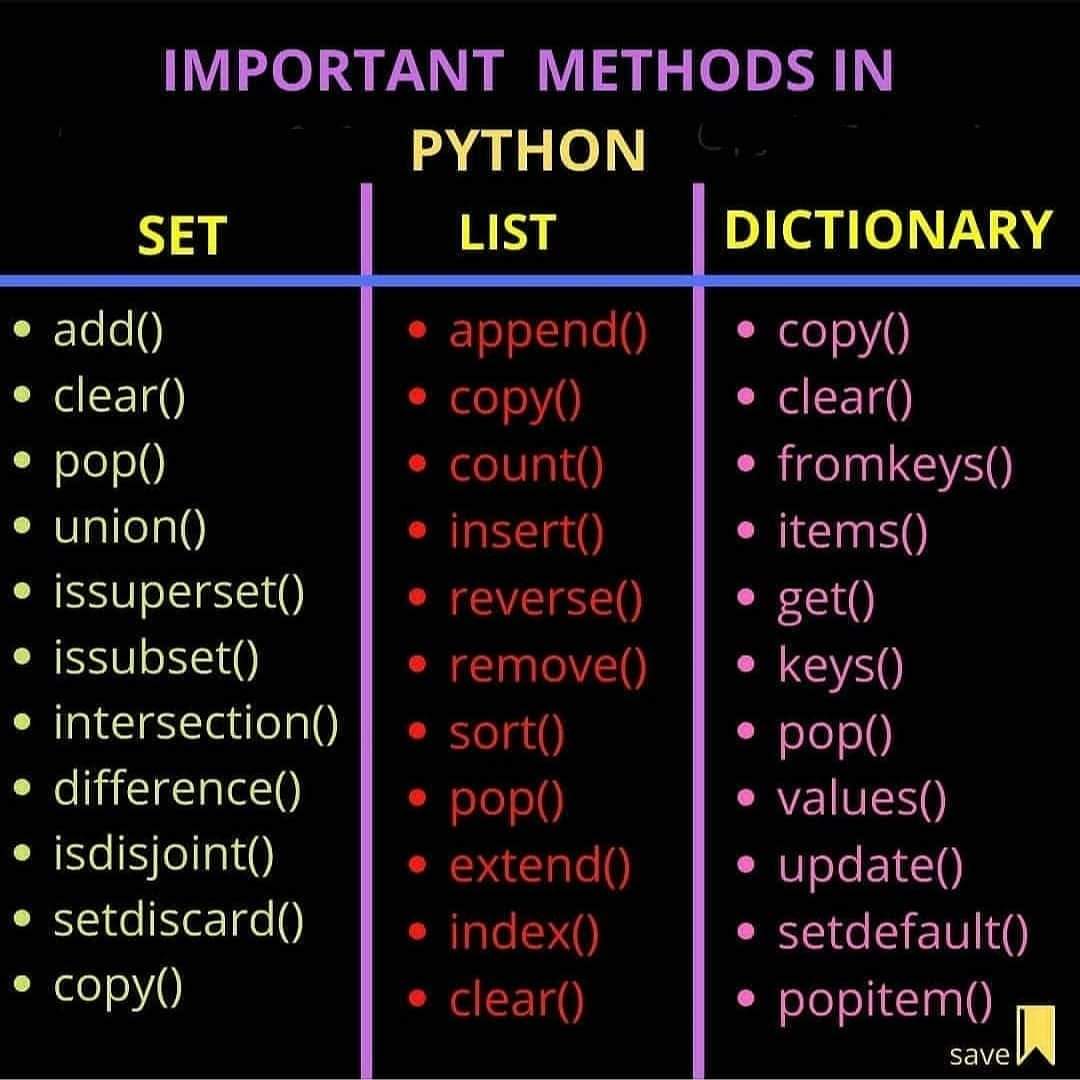 IMPORTANT METHODS IN
PYTHON
SET
add()
clear()
pop()
union()
issuperset()
issubset()
intersection()
difference()
isdisjoint()
setdiscard()
copy()
LIST
append()
copy()
count()
insert()
reverse()
remove()
sort()
pop()
extend()
index()
clear()
DICTIONARY
copy()
clear()
fromkeys()
items()
get()
keys()
pop()
values()
update()
setdefault()
popitem()
save